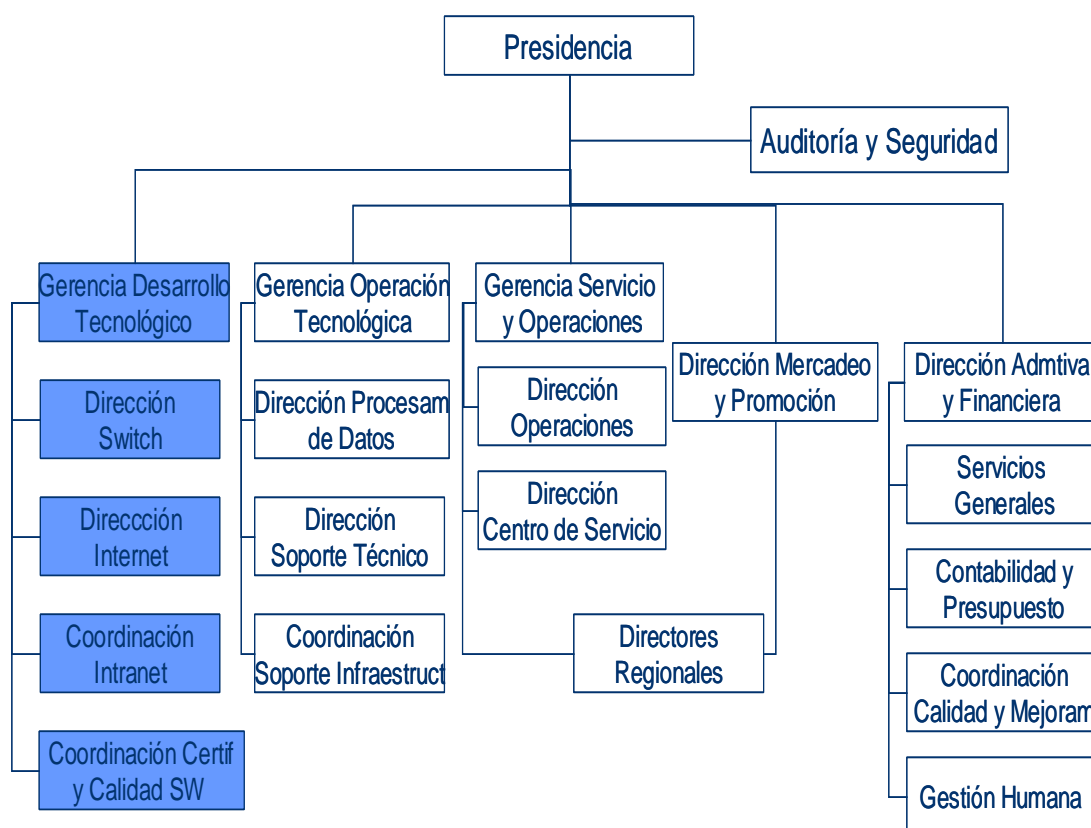 Presidencia
Auditoría y Seguridad
Gerencia Desarrollo
Tecnológico
Dirección
Switch
Direccción
Internet
Coordinación
Intranet
Coordinación Certif
y Calidad SW
Gerencia Operación
Tecnológica
Dirección Procesam
de Datos
Dirección
Soporte Técnico
Coordinación
Soporte Infraestruct
Gerencia Servicio
y Operaciones
Dirección
Operaciones
Dirección
Centro de Servicio
Directores
Regionales
Dirección Mercadeo
y Promoción
Dirección Admtiva
y Financiera
Servicios
Generales
Contabilidad y
Presupuesto
Coordinación
Calidad y Mejoram
Gestión Humana